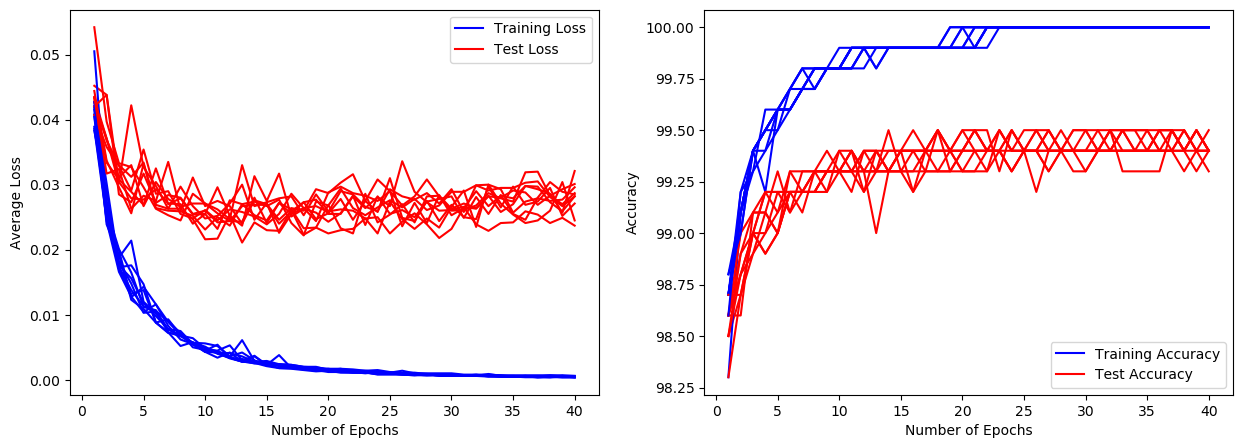 Training Loss
Test Loss
0.05
0.04
0.03
0.02
0.01
0.00
Average Loss
0 5 10 15 20 25 30 35 40
Number of Epochs
100.00
99.75
99.50
99.25
99.00
98.75
98.50
98.25
Accuracy
Training Accuracy
Test Accuracy
0 5 10 15 20 25 30 35 40
Number of Epochs